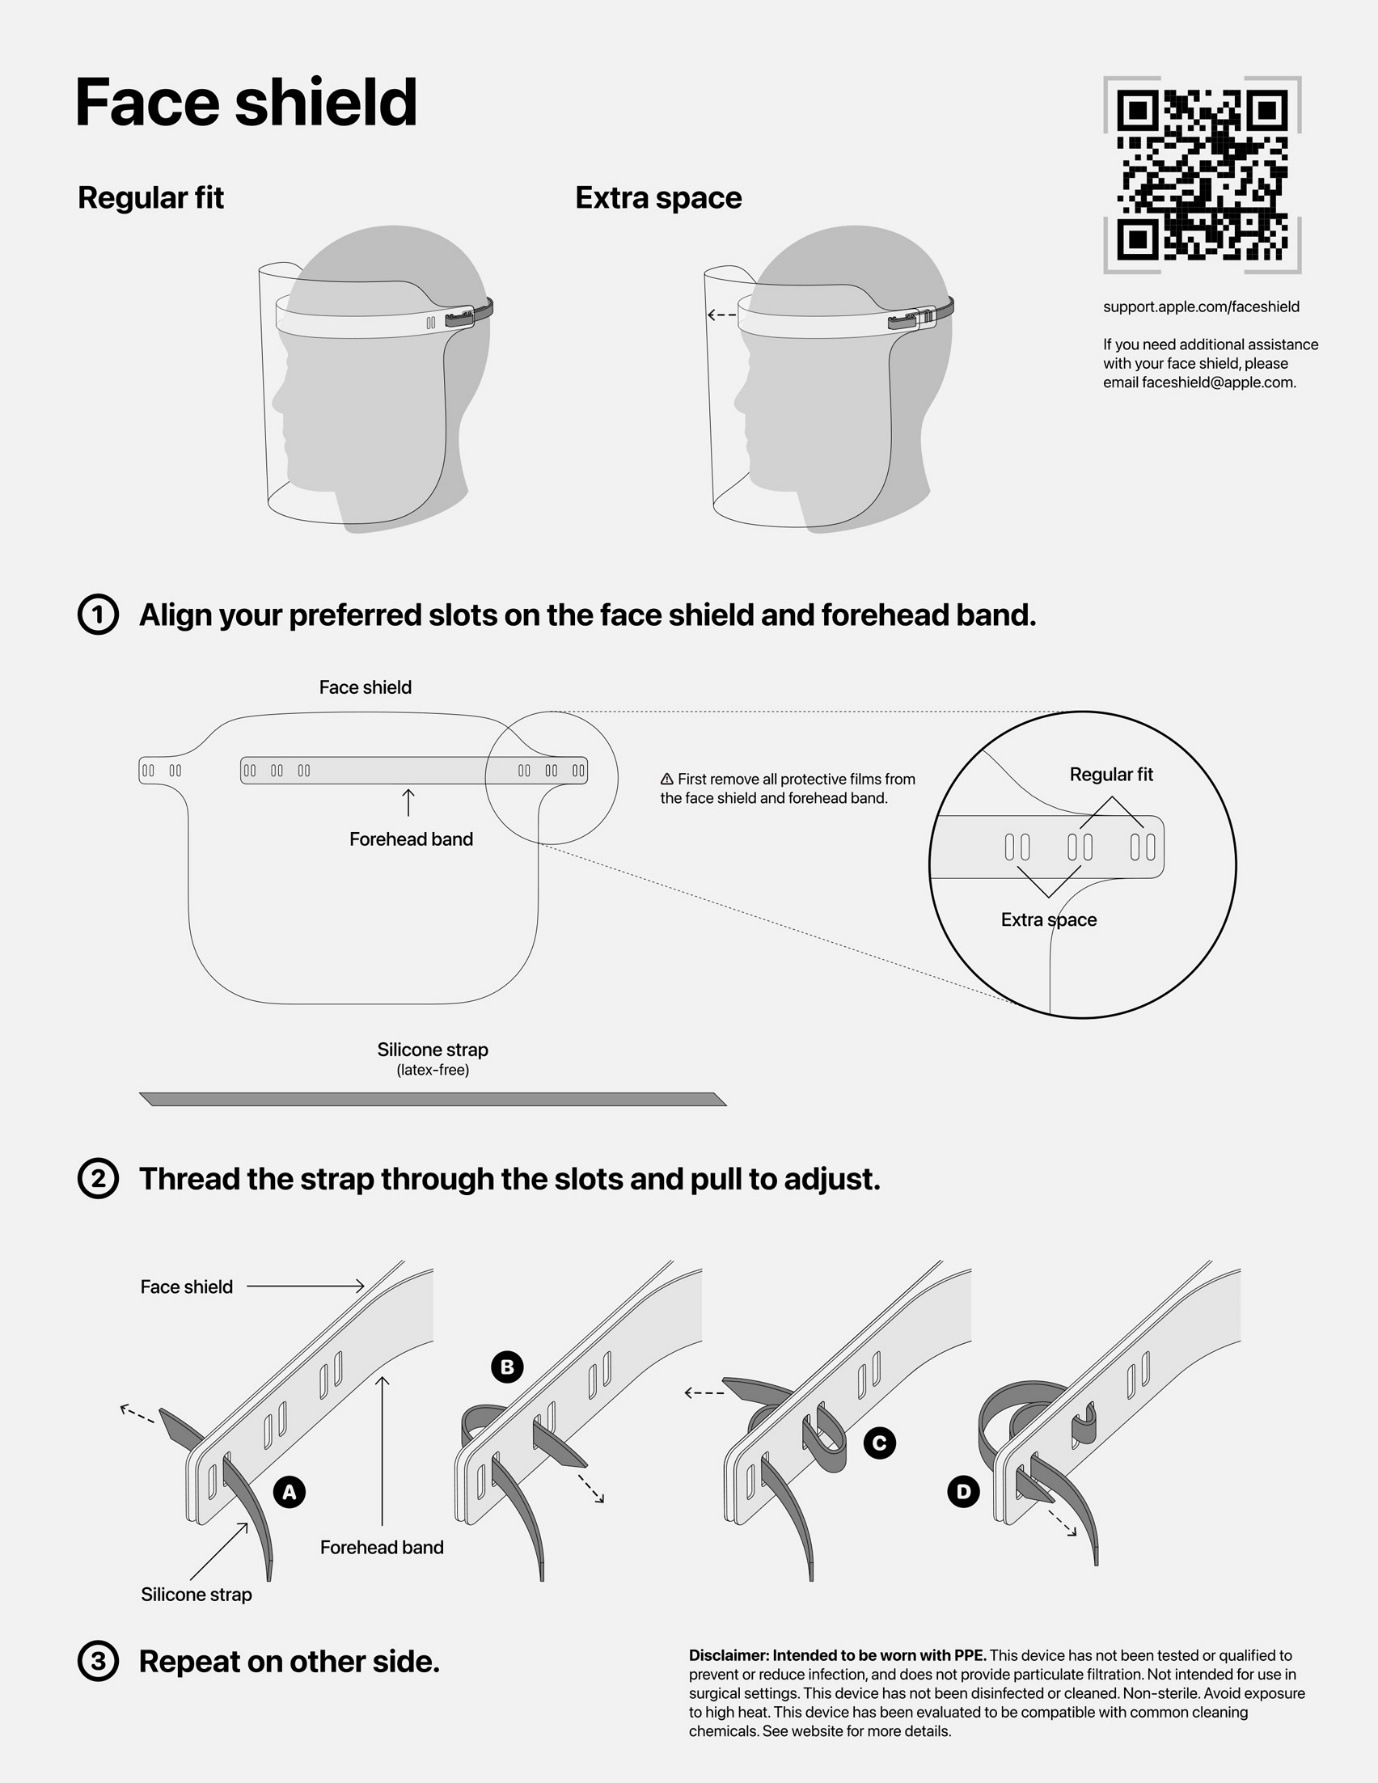 Face shield
Regular fit
Extra space
support.apple.com/faceshield
If you need additional assistance
with your face shield, please
email faceshield@apple.com.
1 Align your preferred slots on the face shield and forehead band.
Face shield
Forehead band
⚠ First remove all protective films from
the face shield and forehead band.
Regular fit
Extra space
Silicone strap
(latex-free)
2 Thread the strap through the slots and pull to adjust.
Face shield
A
B
C
D
Forehead band
Silicone strap
3 Repeat on other side.
Disclaimer: Intended to be worn with PPE. This device has not been tested or qualified to
prevent or reduce infection, and does not provide particulate filtration. Not intended for use in
surgical settings. This device has not been disinfected or cleaned. Non-sterile. Avoid exposure
to high heat. This device has been evaluated to be compatible with common cleaning
chemicals. See website for more details.